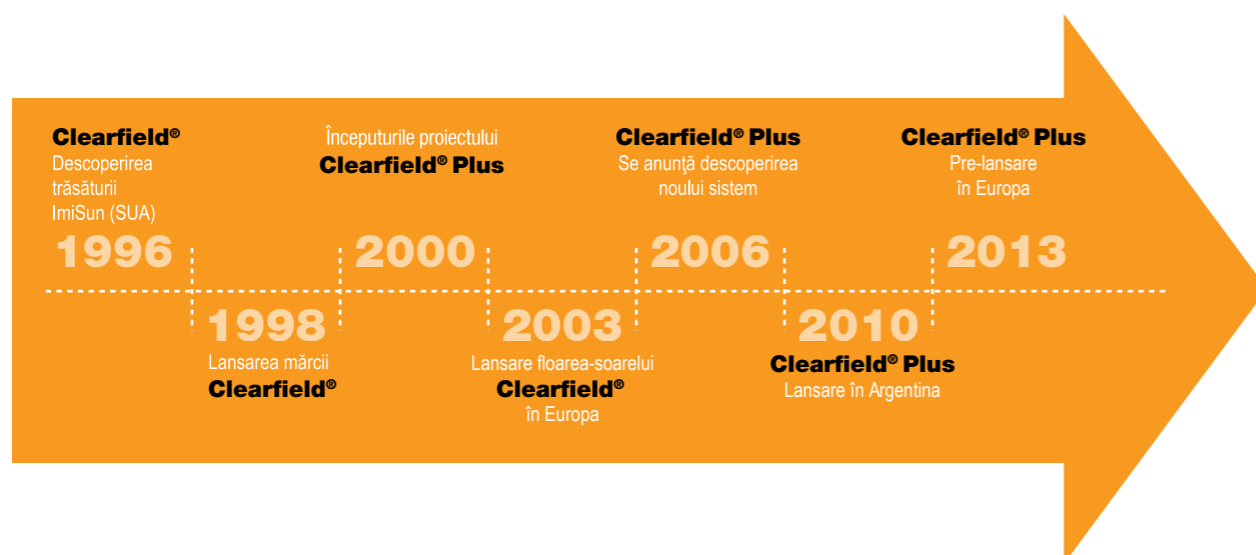 Clearfield®
Descoperirea
trăsăturii
ImiSun (SUA)
1996
1998
Lansarea mărcii
Clearfield®
Începuturile proiectului
Clearfield® Plus
2000
2003
Lansare floarea-soarelui
Clearfield®
în Europa
Clearfield® Plus
Se anunţă descoperirea
noului sistem
2006
2010
Clearfield® Plus
Lansare în Argentina
Clearfield® Plus
Pre-lansare
în Europa
2013